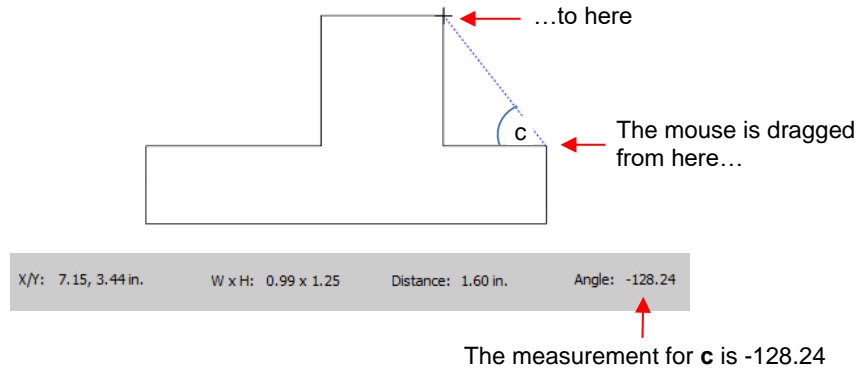 …to here
c
The mouse is dragged
from here…
X/Y: 7.15, 3.44 in. W x H: 0.99 x 1.25 Distance: 1.60 in. Angle: -128.24
The measurement for c is -128.24